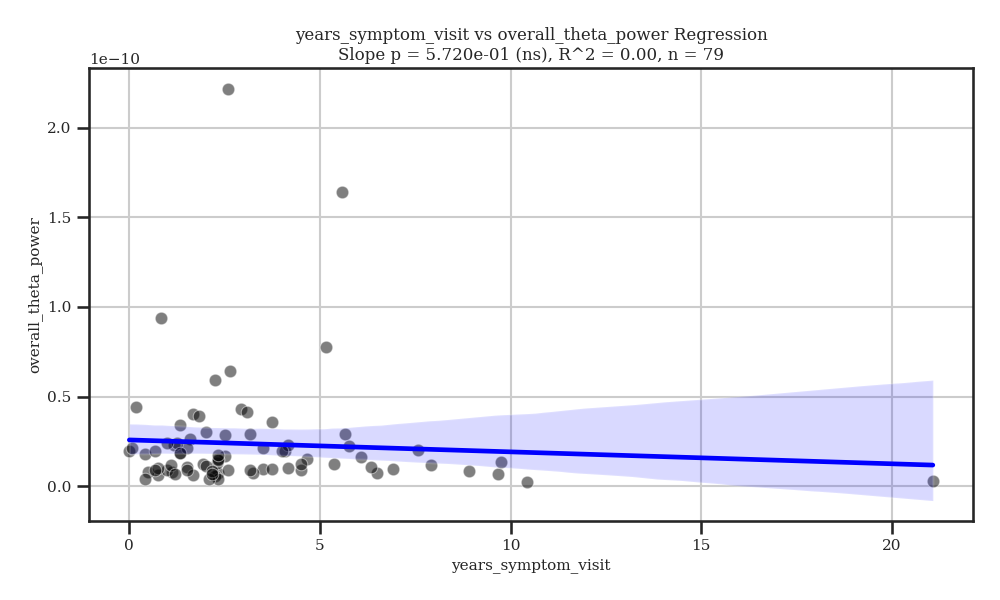 years_symptom_visit vs overall_theta_power Regression
Slope p = 5.720e-01 (ns), R^2 = 0.00, n = 79
1e−10
2.0
1.5
1.0
0.5
0.0
overall_theta_power
0 5 10 15 20
years_symptom_visit